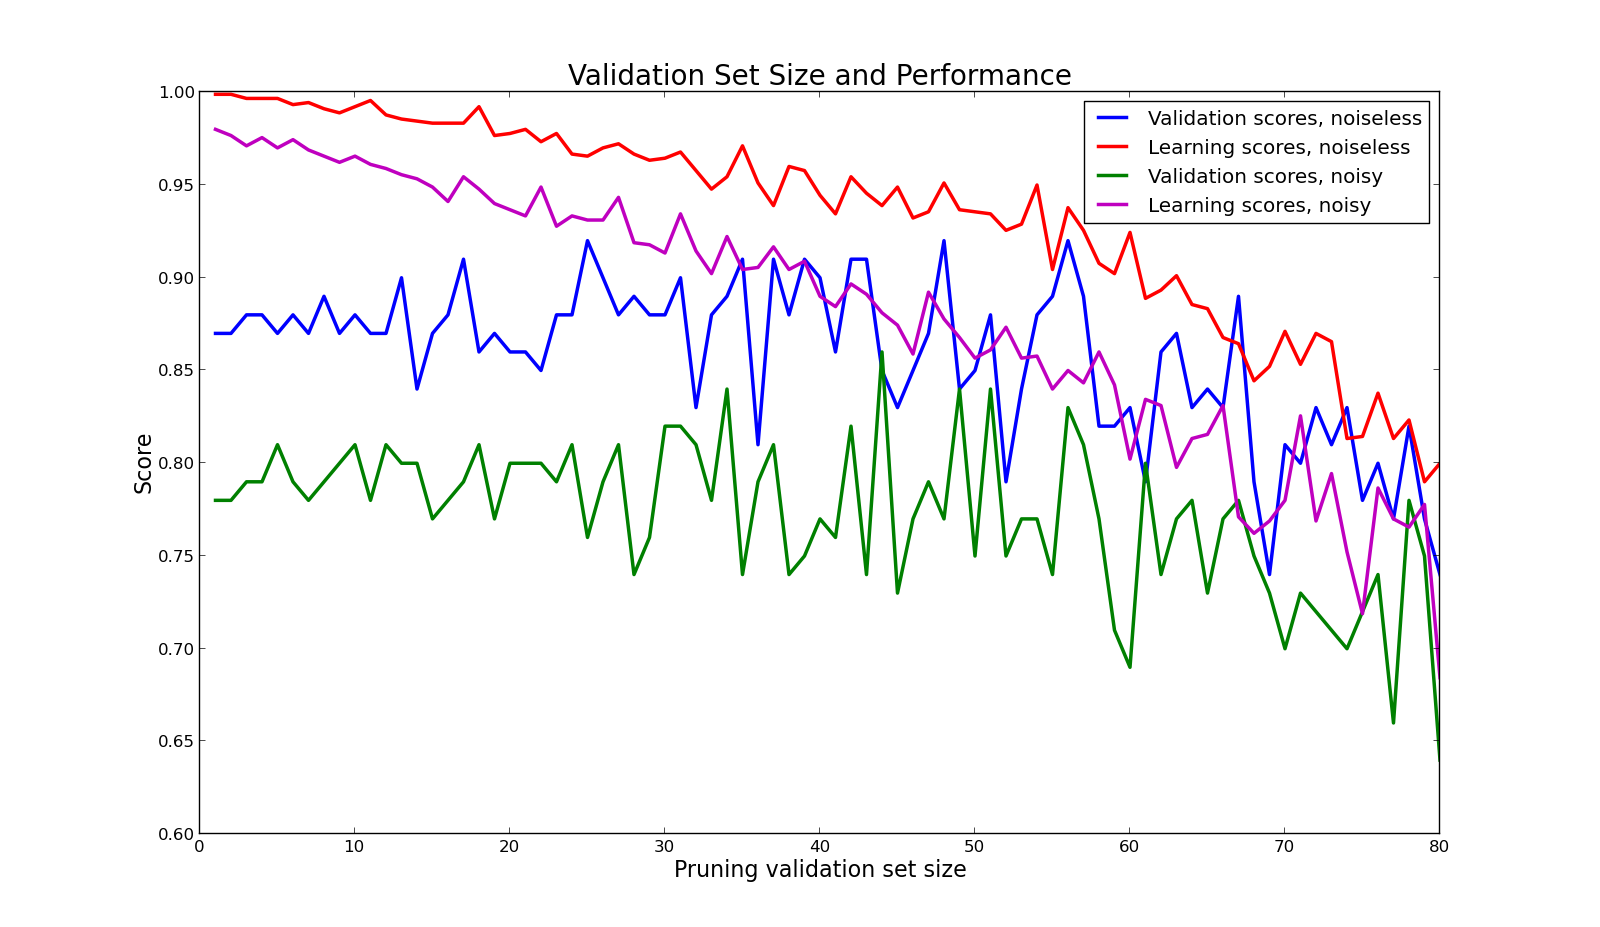 Validation Set Size and Performance
Validation scores, noiseless
Learning scores, noiseless
Validation scores, noisy
Learning scores, noisy
1.00
0.95
0.90
0.85
0.80
0.75
0.70
0.65
0.60
Score
0 10 20 30 40 50 60 70 80
Pruning validation set size